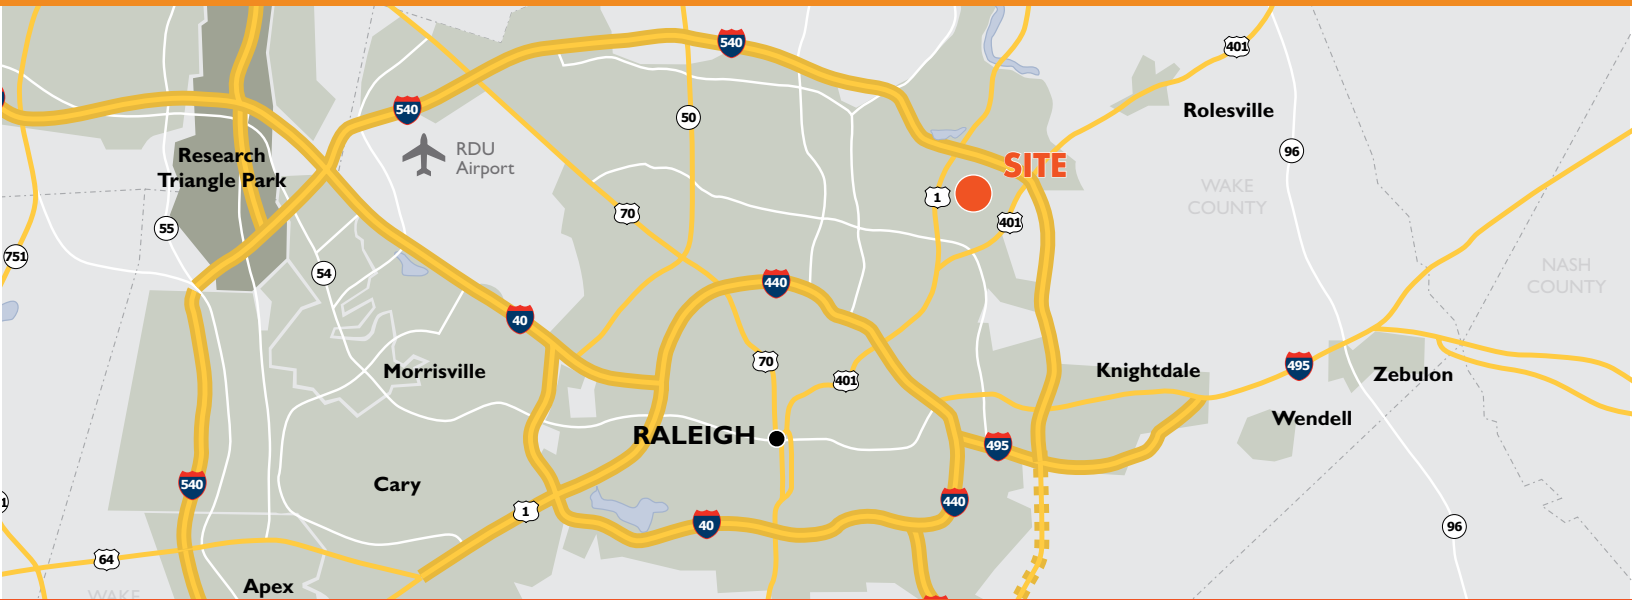 540
401
540
Rolesville
50
RDU
Airport
96
Research
Triangle Park
SITE
WAKE
COUNTY
1
70
401
55
751
54
NASH
COUNTY
440
40
70
Morrisville
401
Knightdale
495
Zebulon
Wendell
RALEIGH
495
Cary
540
440
1
40
96
64
Apex
WAKE